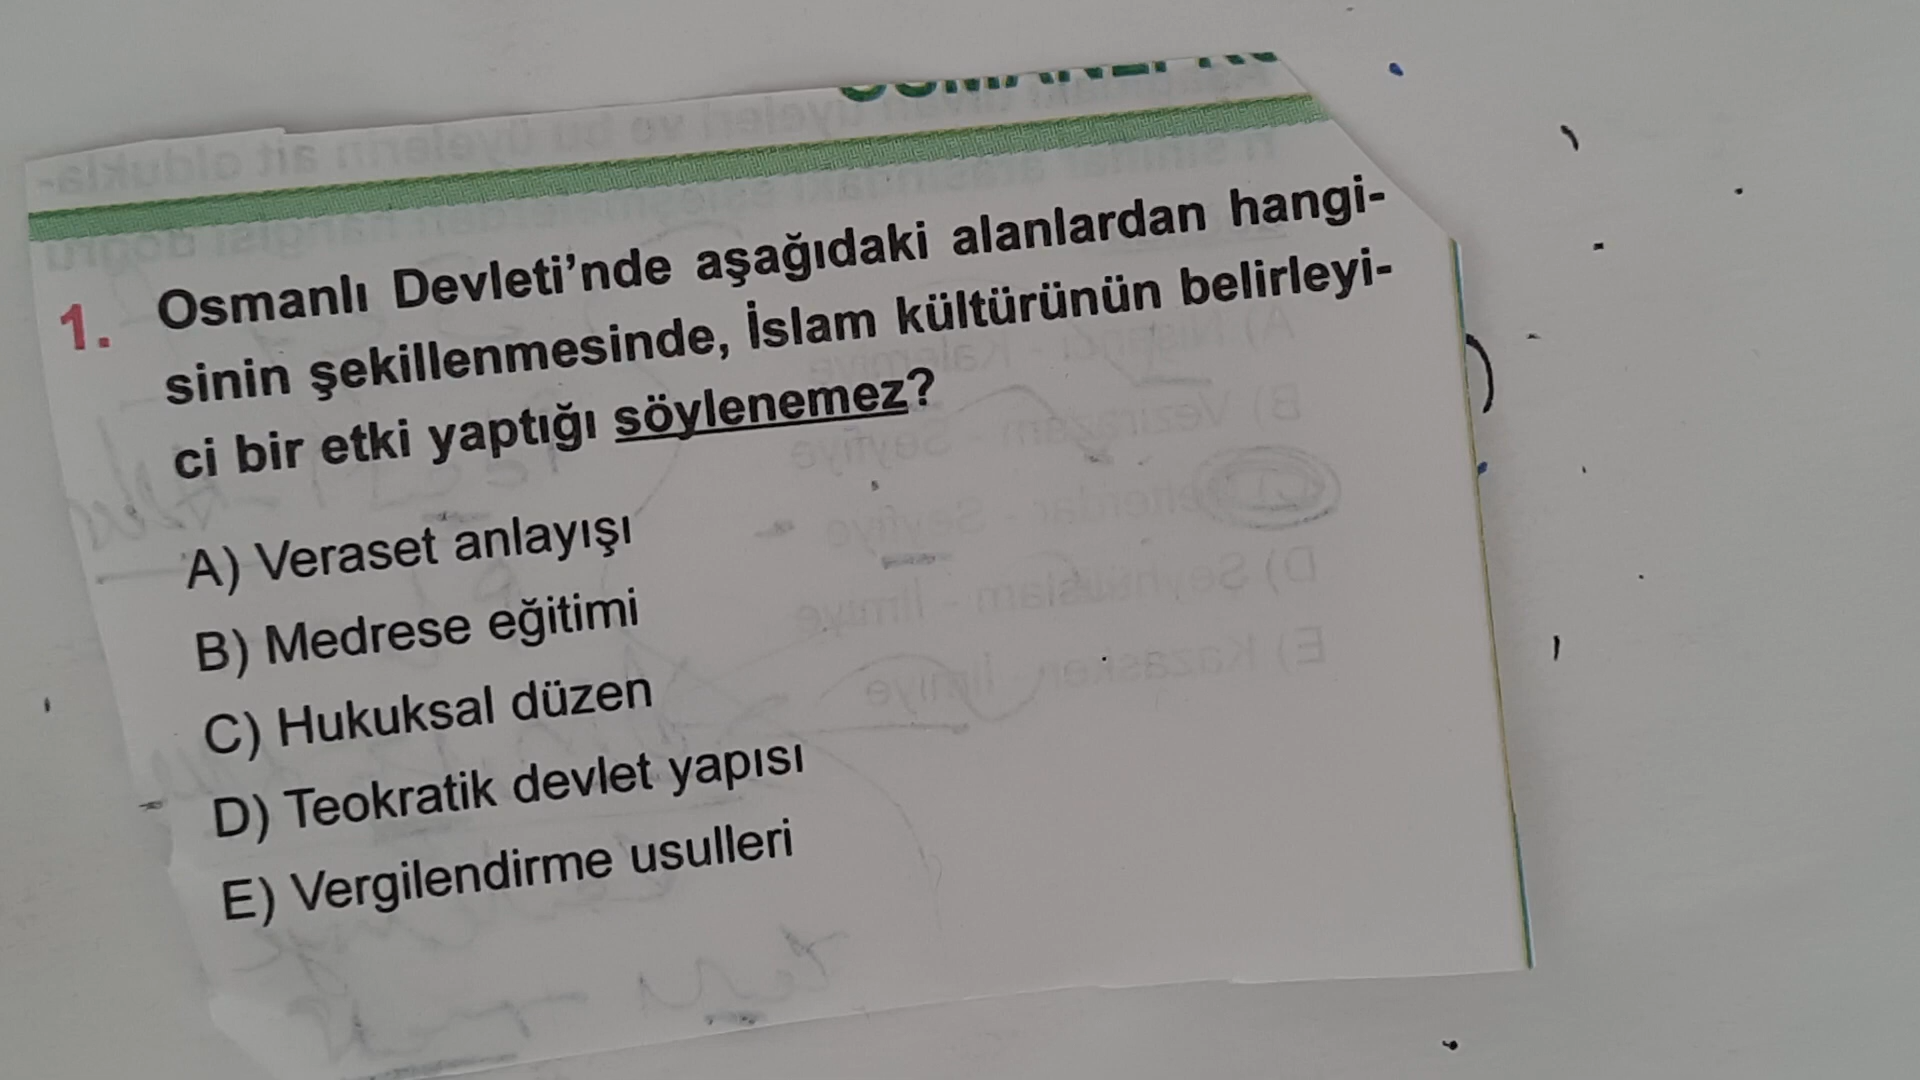 1. Osmanlı Devleti’nde aşağıdaki alanlardan hangi-
sinin şekillenmesinde, İslam kültürünün belirleyi-
ci bir etki yaptığı söylenemez?
A) Veraset anlayışı
B) Medrese eğitimi
C) Hukuksal düzen
D) Teokratik devlet yapısı
E) Vergilendirme usulleri